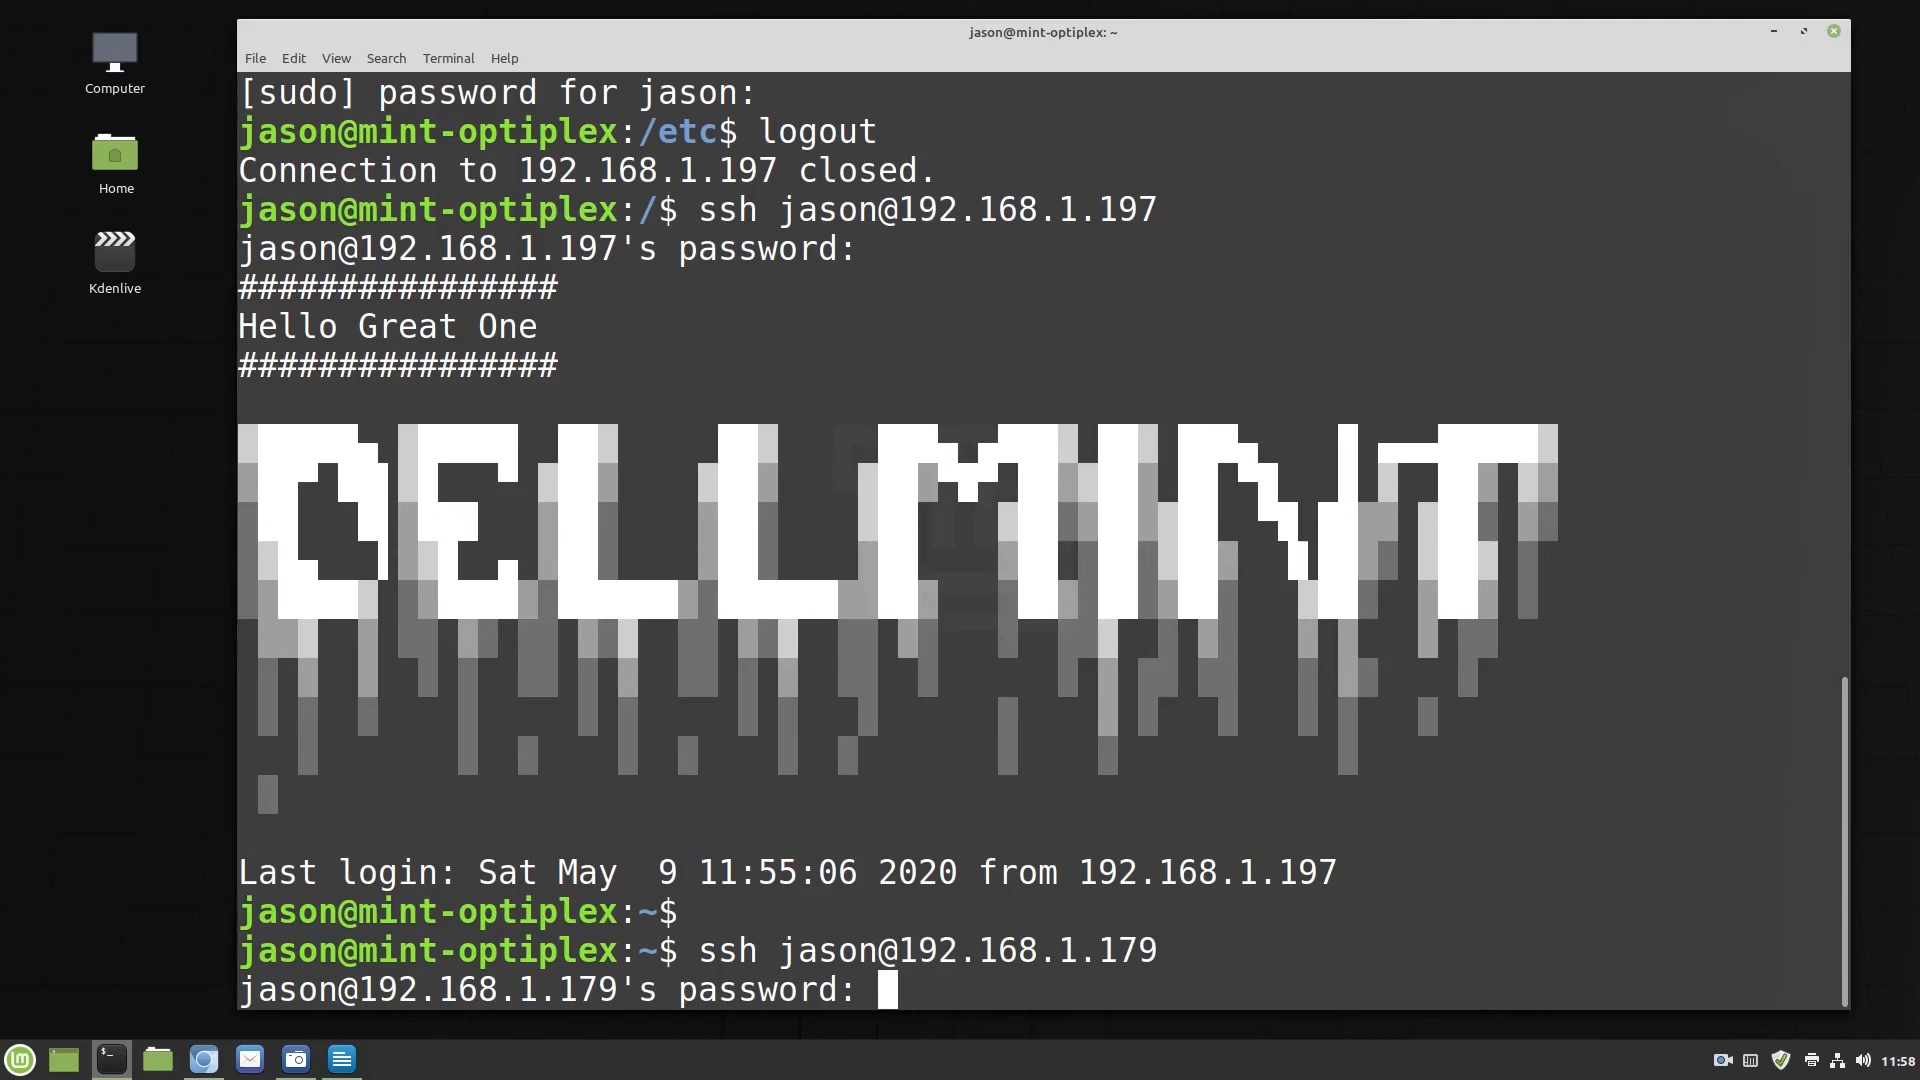 jason@mint-optiplex: ~
File Edit View Search Terminal Help
Computer
Home
Kdenlive
[sudo] password for jason:
jason@mint-optiplex:/etc$ logout
Connection to 192.168.1.197 closed.
jason@mint-optiplex:/$ ssh jason@192.168.1.197
jason@192.168.1.197's password:
################
Hello Great One
################
DELLMINT
Last login: Sat May  9 11:55:06 2020 from 192.168.1.197
jason@mint-optiplex:~$
jason@mint-optiplex:~$ ssh jason@192.168.1.179
jason@192.168.1.179's password:
11:58